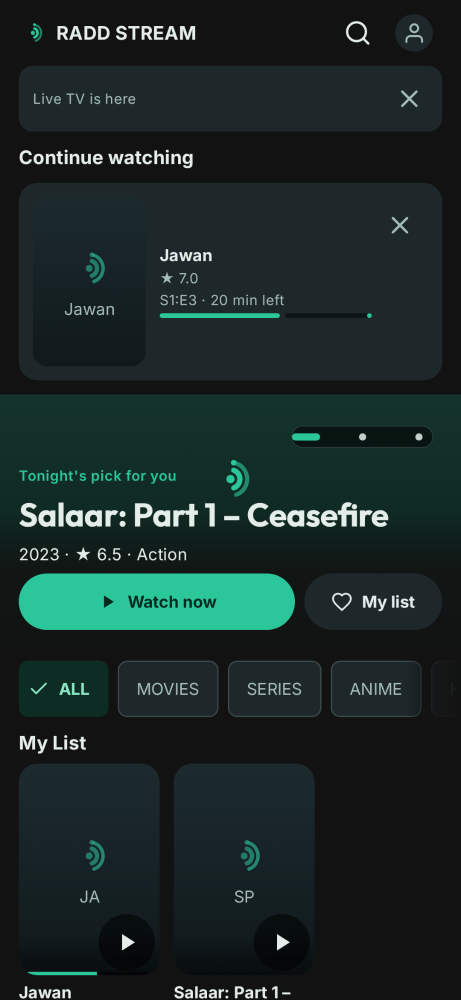 RADD STREAM
Live TV is here
Continue watching
Jawan
Jawan
★ 7.0
S1:E3 · 20 min left
Tonight's pick for you
Salaar: Part 1 – Ceasefire
2023 · ★ 6.5 · Action
Watch now
My list
ALL
MOVIES
SERIES
ANIME
My List
JA
SP
Jawan
Salaar: Part 1 –